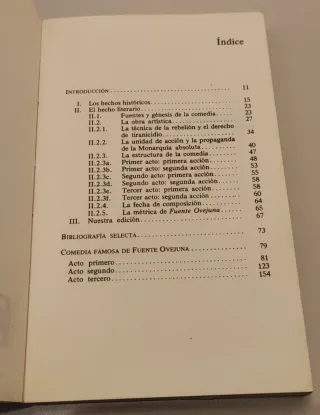 Índice
INTRODUCCIÓN 11
I. Los hechos históricos 15
II. El hecho literario 23
II.1. Fuentes y génesis de la comedia 23
II.2. La obra artística 27
II.2.1. La técnica de la rebelión y el derecho
de tiranicidio 34
II.2.2. La unidad de acción y la propaganda
de la Monarquía absoluta 40
II.2.3. La estructura de la comedia 47
II.2.3a. Primer acto: primera acción 48
II.2.3b. Primer acto: segunda acción 53
II.2.3c. Segundo acto: primera acción 55
II.2.3d. Segundo acto: segunda acción 58
II.2.3e. Tercer acto: primera acción 58
II.2.3f. Tercer acto: segunda acción 60
II.2.4. La fecha de composición 64
II.2.5. La métrica de Fuente Ovejuna 65
III. Nuestra edición 67
BIBLIOGRAFÍA SELECTA 73
COMEDIA FAMOSA DE FUENTE OVEJUNA 79
Acto primero 81
Acto segundo 123
Acto tercero 154